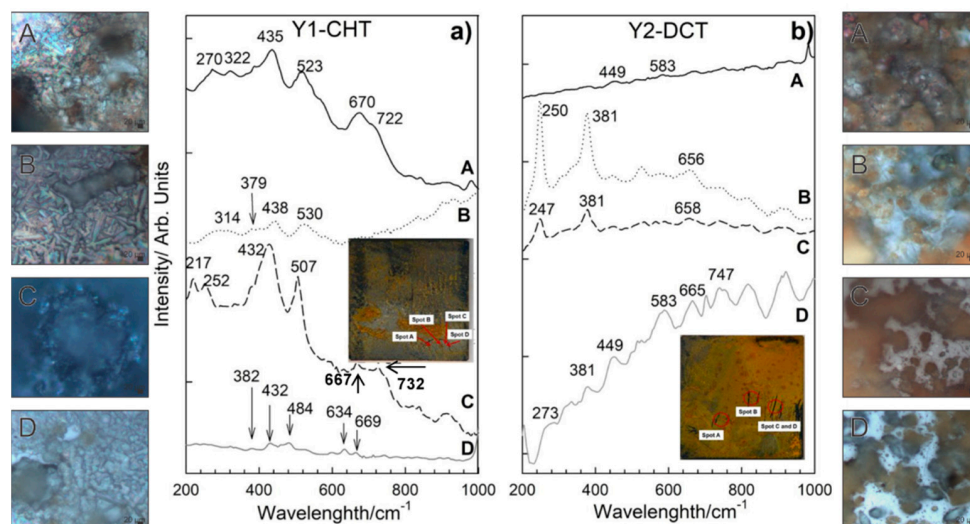 A
B
C
D
Y1-CHT
a)
Intensity/ Arb. Units
435
270
322
523
670
722
A
379
314
438
530
B
217
252
432
507
667
732
C
382
432
484
634
669
D
Spot B
Spot C
Spot A
Spot D
200 400 600 800 1000
Wavelenghth/cm-1
Y2-DCT
b)
449
583
A
250
381
656
B
247
381
658
C
747
665
583
449
381
273
D
Spot B
Spot A
Spot C and D
200 400 600 800 1000
Wavelenghth/cm-1
A
B
C
D